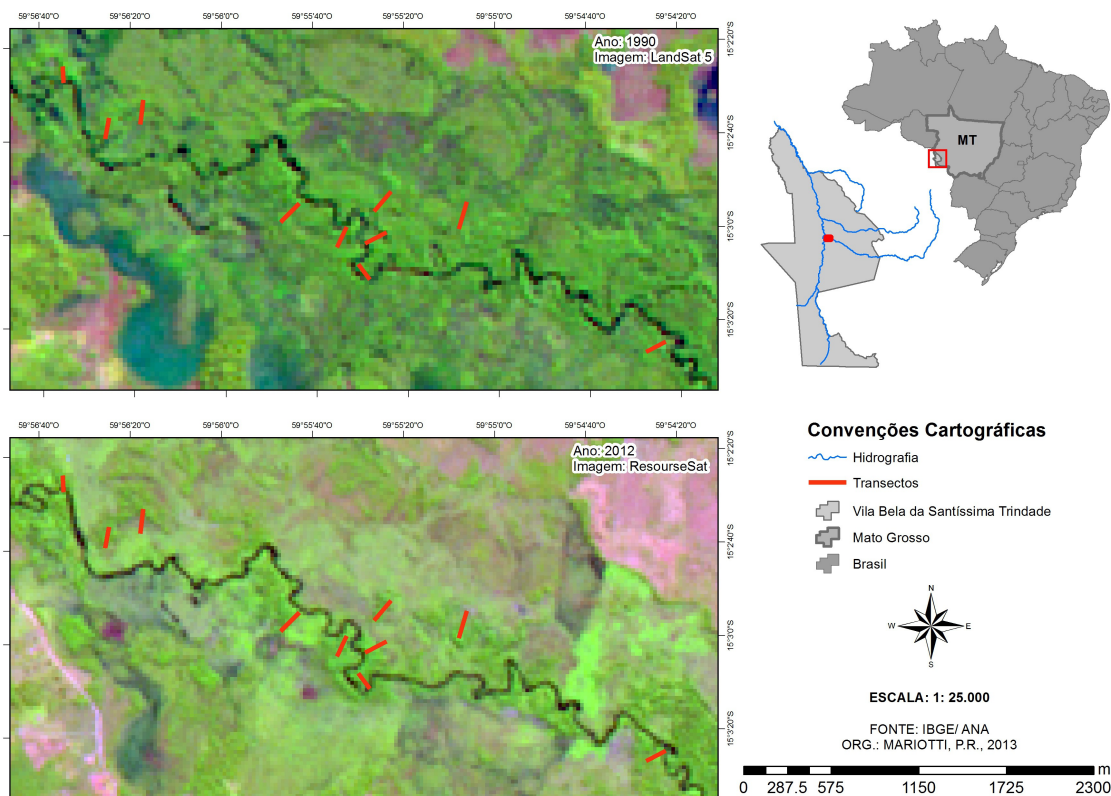 59°56'40"S 59°56'20"S 59°56'0"S 59°55'40"S 59°55'20"S 59°55'0"S 59°54'40"S 59°54'20"S
Ano: 1990
Imagem: LandSat 5
15°2'20"S
15°2'40"S
15°3'0"S
15°3'20"S
MT
59°56'40"S 59°56'20"S 59°56'0"S 59°55'40"S 59°55'20"S 59°55'0"S 59°54'40"S 59°54'20"S
Ano: 2012
Imagem: ResourseSat
15°2'20"S
15°2'40"S
15°3'0"S
15°3'20"S
Convenções Cartográficas
Hidrografia
Transectos
Vila Bela da Santíssima Trindade
Mato Grosso
Brasil
N
W E
S
ESCALA: 1: 25.000
FONTE: IBGE/ ANA
ORG.: MARIOTTI, P.R., 2013
m
0 287.5 575 1150 1725 2300